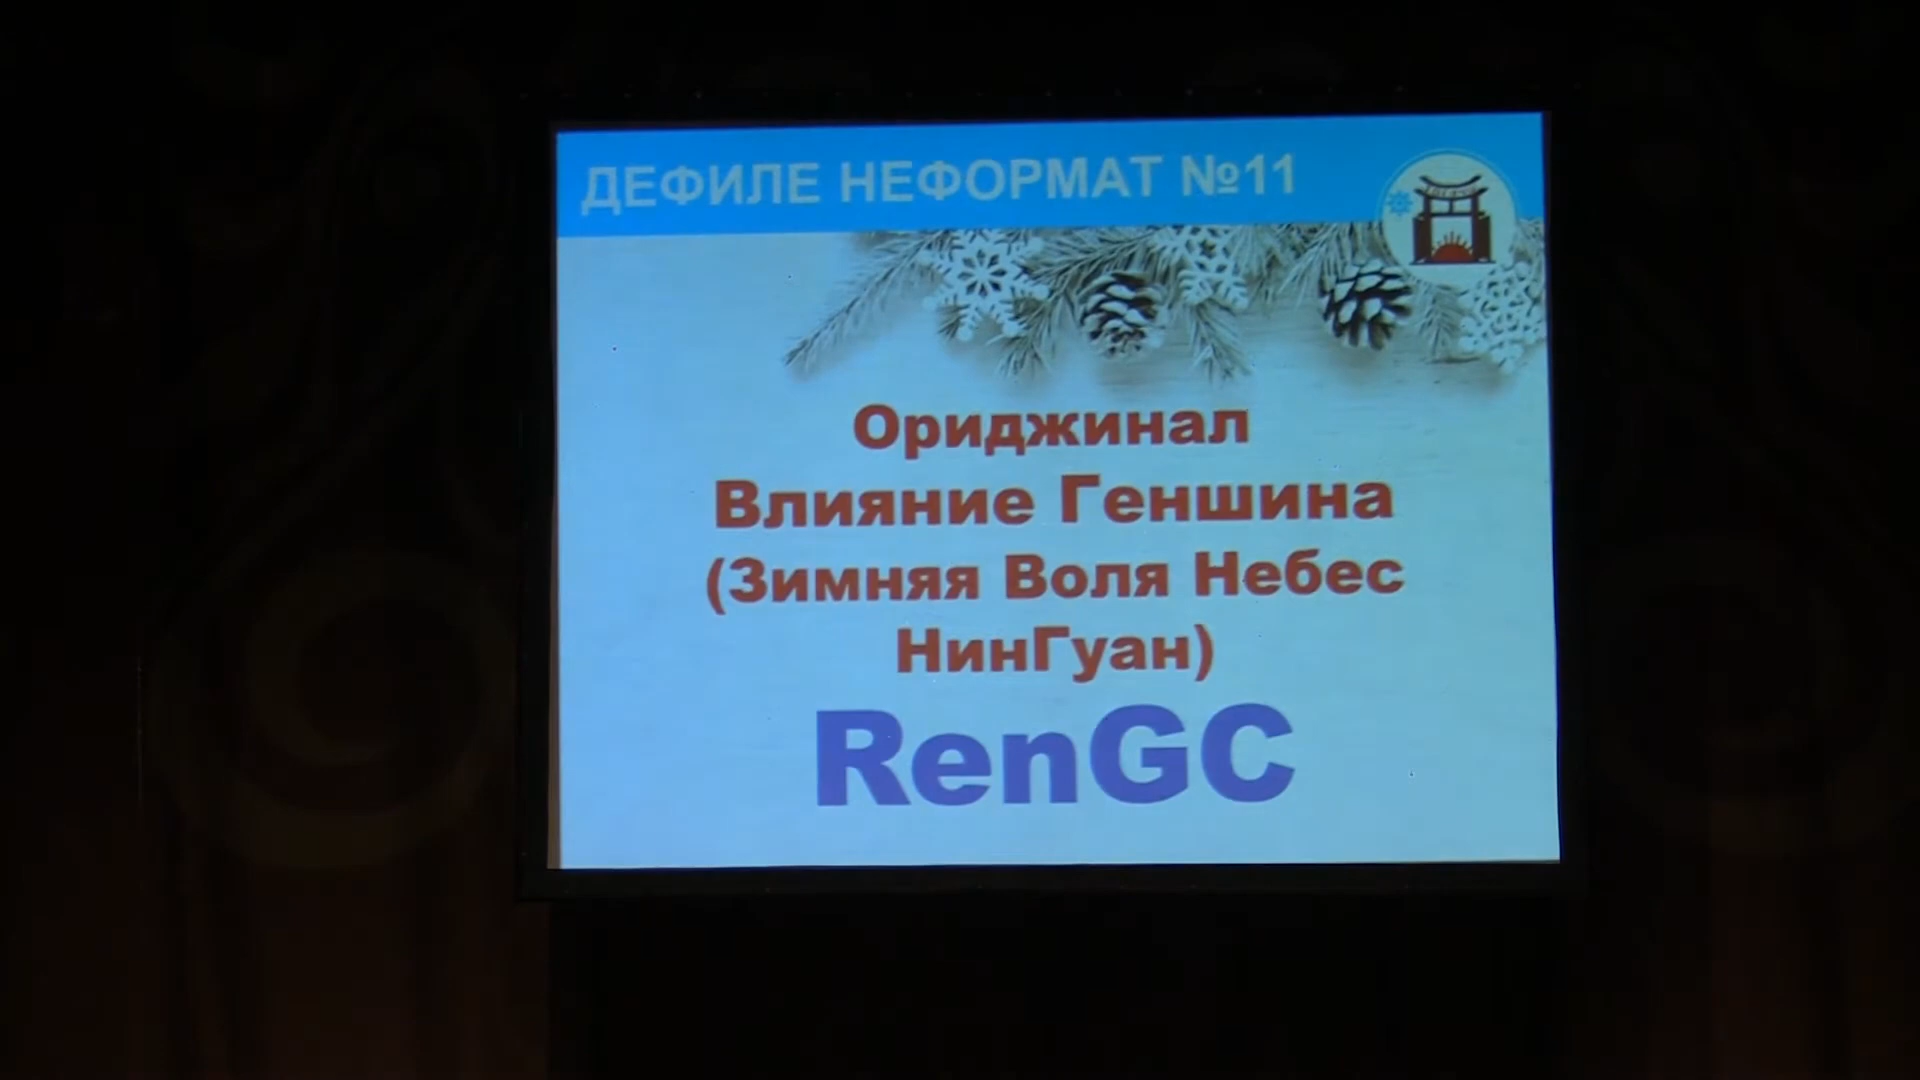 ДЕФИЛЕ НЕФОРМАТ №11
Ориджинал
Влияние Геншина
(Зимняя Воля Небес
НинГуан)
RenGC